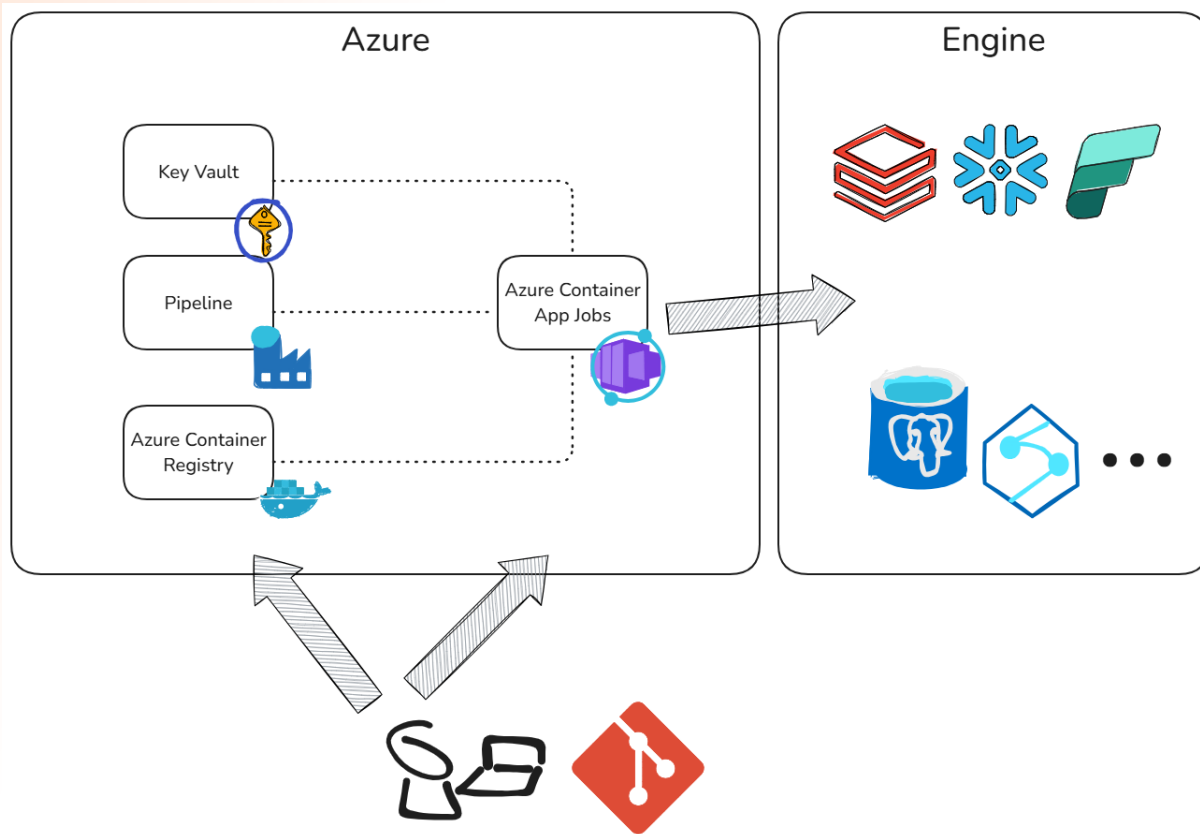 Azure
Engine
Key Vault
Pipeline
Azure Container
App Jobs
Azure Container
Registry